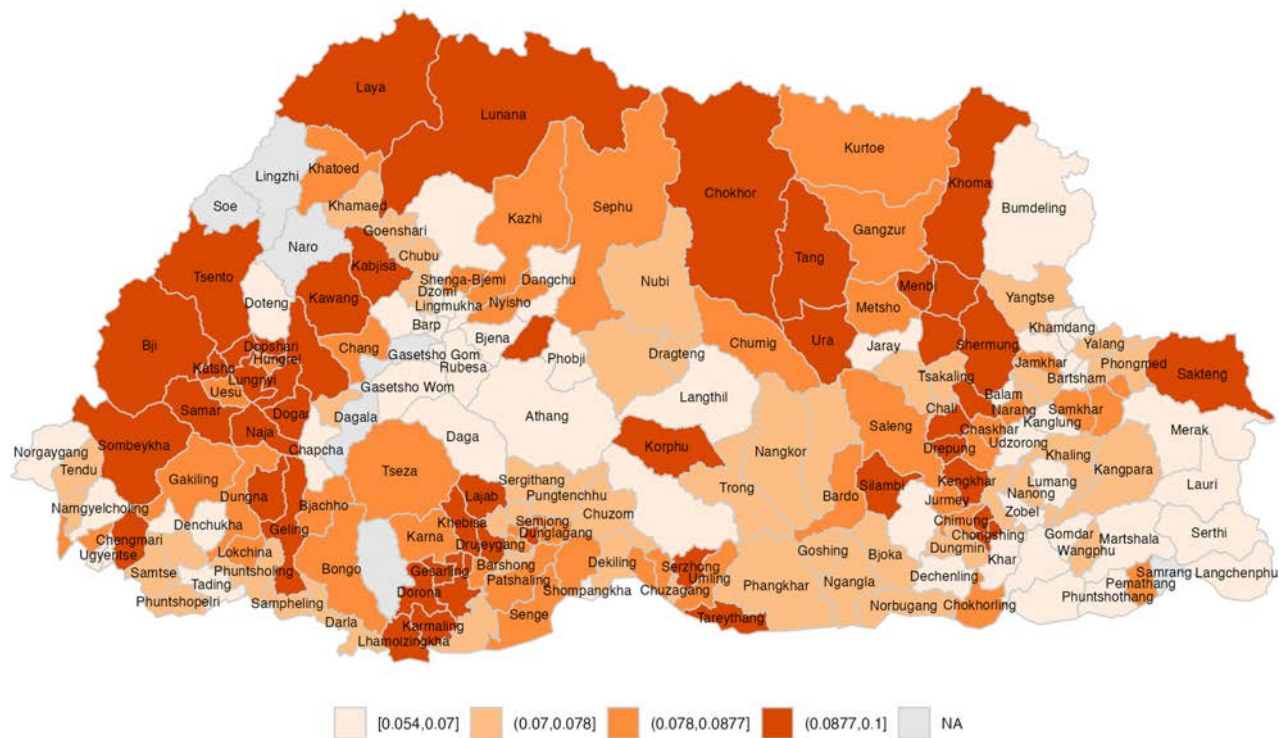 Laya
Lunana
Lingzhi
Khatoed
Kurtoe
Khoma
Soe
Khamaed
Chokhor
Bumdeling
Kazhi
Sephu
Naro
Goenshari
Gangzur
Chubu
Tang
Tsento
Kabjisa
Shenga-Bjemi
Dangchu
Nubi
Menbi
Doteng
Kawang
Dzomi
Lingmukha
Nyisho
Metsho
Yangtse
Barp
Khamdang
Bji
Dopshari
Chang
Bjena
Ura
Chumig
Jaray
Shermung
Yalang
Hungrel
Gasetsho Gom
Phobji
Dragteng
Katsho
Rubesa
Jamkhar
Phongmed
Lungnyi
Tsakaling
Sakteng
Uesu
Gasetsho Wom
Bartsham
Balam
Langthil
Samar
Dogar
Dagala
Athang
Chali
Narang
Samkhar
Naja
Saleng
Chaskhar
Kanglung
Merak
Sombeykha
Daga
Udzorong
Norgaygang
Chapcha
Korphu
Nangkor
Drepung
Khaling
Tendu
Tseza
Kangpara
Gakiling
Sergithang
Kengkhar
Lumang
Lauri
Dungna
Bjachho
Lajab
Pungtenchhu
Trong
Bardo
Silambi
Nanong
Namgyelcholing
Jurmey
Zobel
Denchukha
Geling
Khebisa
Chuzom
Chimung
Semjong
Karna
Dunglagang
Chongshing
Gomdar
Martshala
Serthi
Chengmari
Drujeygang
Goshing
Bjoka
Dungmin
Ugyentse
Lokchina
Barshong
Dekiling
Serzhong
Khar
Wangphu
Samtse
Phuntsholing
Bongo
Gesarling
Patshaling
Umling
Dechenling
Samrang
Langchenphu
Tading
Dorona
Shompangkha
Chuzagang
Phangkhar
Ngangla
Pemathang
Phuntshopelri
Sampheling
Norbugang
Chokhorling
Phuntshothang
Darla
Karmaling
Senge
Tareythang
Lhamoizingkha
[0.054,0.07]
(0.07,0.078]
(0.078,0.0877]
(0.0877,0.1]
NA